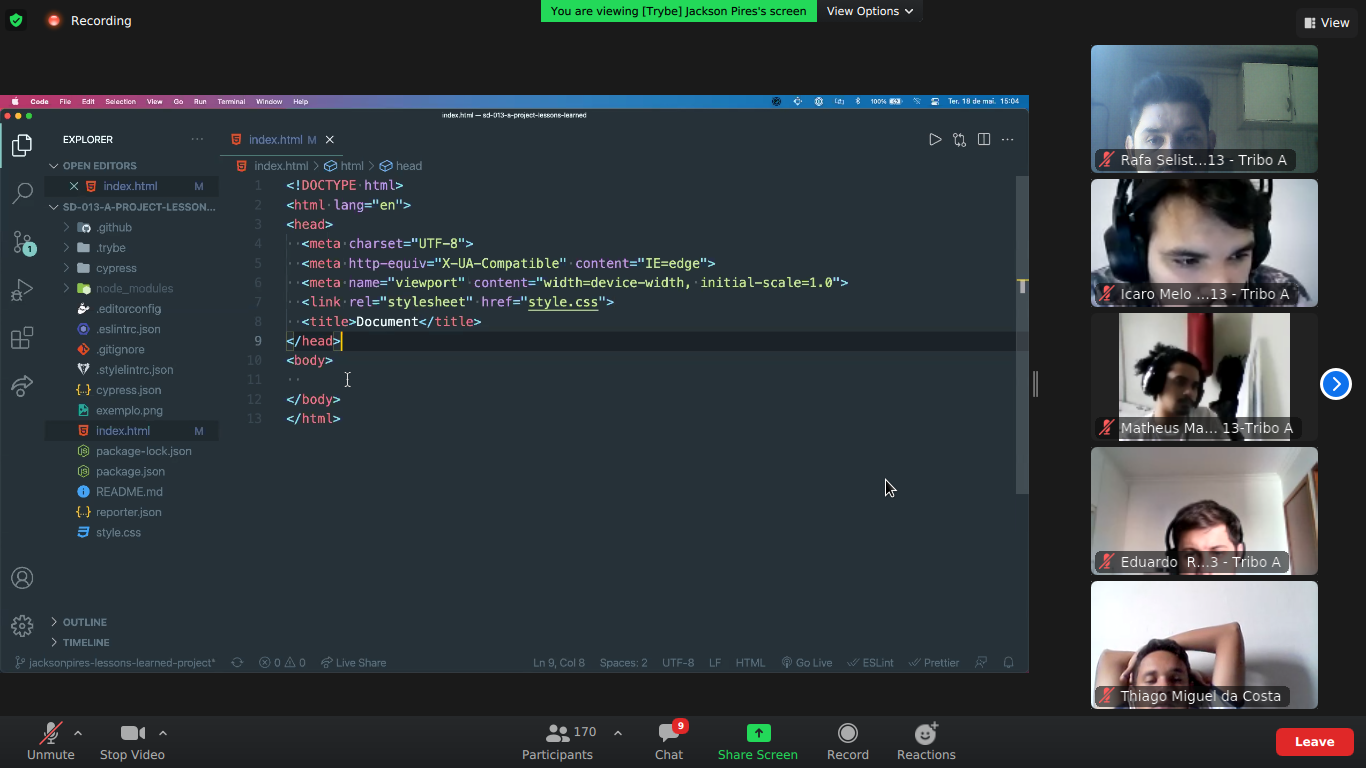 Recording
You are viewing [Trybe] Jackson Pires's screen
View Options
View
Code File Edit Selection View Go Run Terminal Window Help
100% Ter. 18 de mai. 15:04
index.html — sd-013-a-project-lessons-learned
EXPLORER
OPEN EDITORS
index.html M
SD-013-A-PROJECT-LESSON...
.github
.trybe
cypress
node_modules
.editorconfig
.eslintrc.json
.gitignore
.stylelintrc.json
cypress.json
exemplo.png
index.html M
package-lock.json
package.json
README.md
reporter.json
style.css
OUTLINE
TIMELINE
1
index.html M
index.html > html > head
1 <!DOCTYPE html>
2 <html lang="en">
3 <head>
4 <meta charset="UTF-8">
5 <meta http-equiv="X-UA-Compatible" content="IE=edge">
6 <meta name="viewport" content="width=device-width, initial-scale=1.0">
7 <link rel="stylesheet" href="style.css">
8 <title>Document</title>
9 </head>
10 <body>
11
12 </body>
13 </html>
jacksonpires-lessons-learned-project* 0 0 Live Share Ln 9, Col 8 Spaces: 2 UTF-8 LF HTML Go Live ESLint Prettier
Rafa Selist...13 - Tribo A
Icaro Melo ...13 - Tribo A
Matheus Ma... 13-Tribo A
Eduardo R...3 - Tribo A
Thiago Miguel da Costa
Unmute
Stop Video
170
Participants
9
Chat
Share Screen
Record
Reactions
Leave